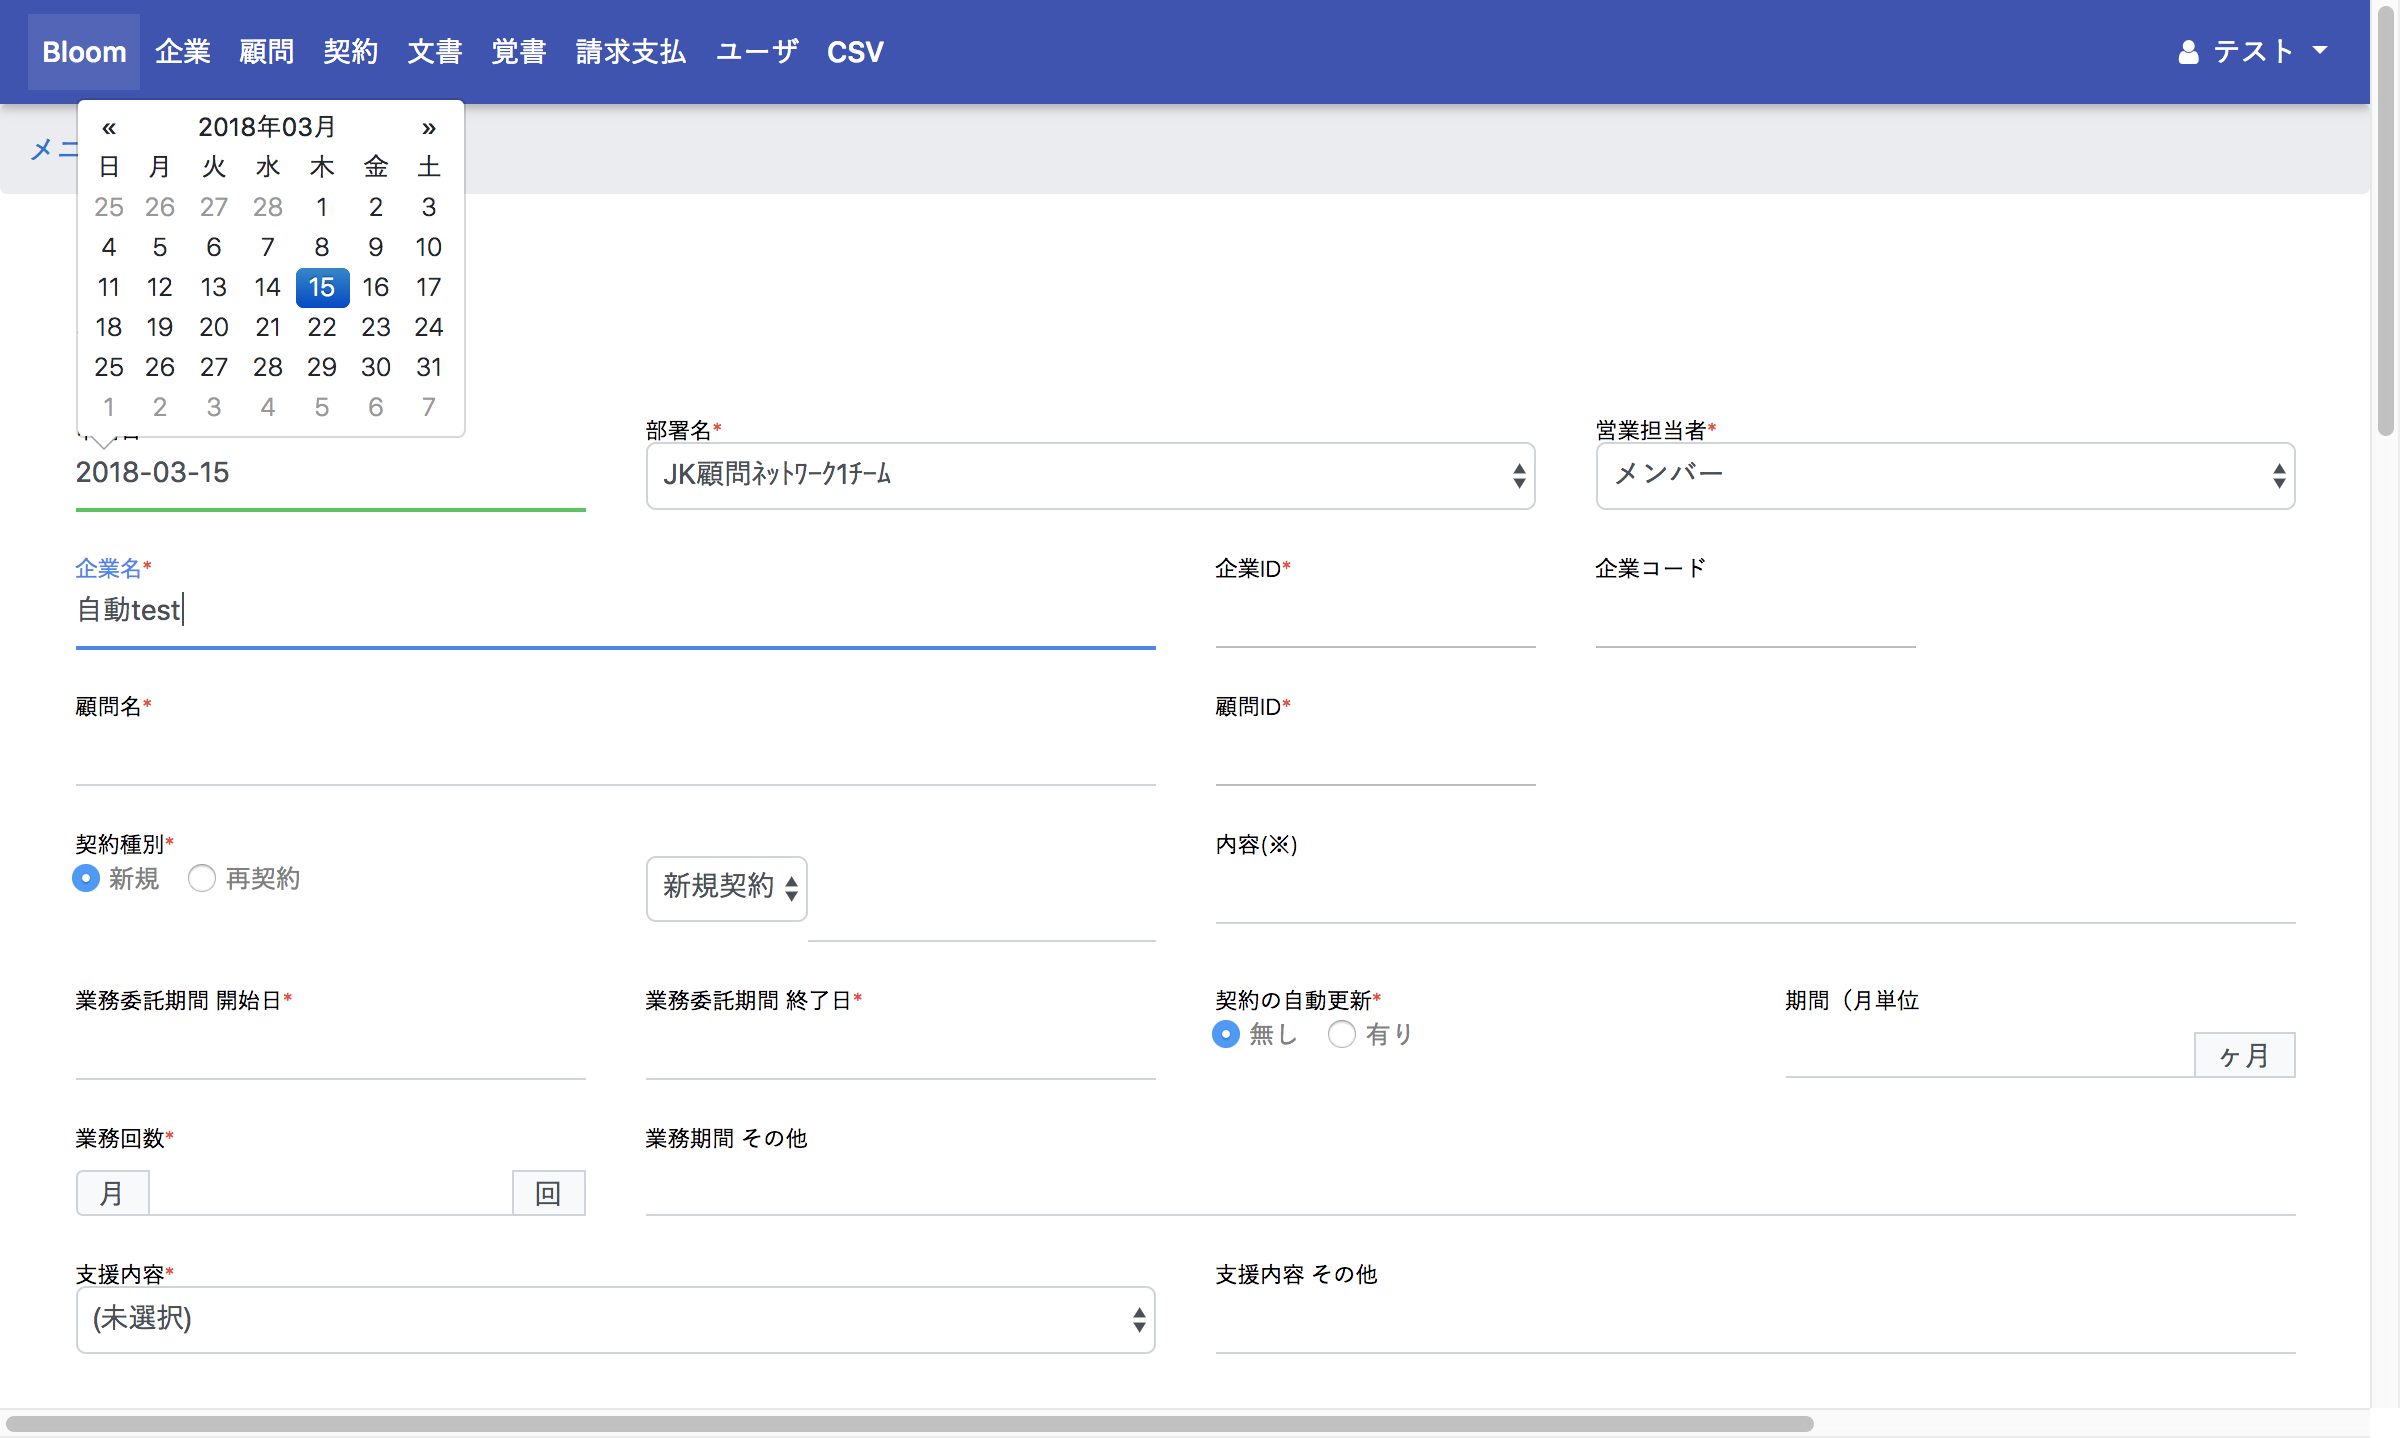 Bloom 企業 顧問 契約 文書 覚書 請求支払 ユーザ CSV テスト
« 2018年03月 »
日 月 火 水 木 金 土
25 26 27 28 1 2 3
4 5 6 7 8 9 10
11 12 13 14 15 16 17
18 19 20 21 22 23 24
25 26 27 28 29 30 31
1 2 3 4 5 6 7
部署名* 営業担当者*
2018-03-15 JK顧問ﾈｯﾄﾜｰｸ1ﾁｰﾑ メンバー
企業名* 企業ID* 企業コード
自動test
顧問名* 顧問ID*
契約種別* 内容(※)
新規 再契約 新規契約
業務委託期間 開始日* 業務委託期間 終了日* 契約の自動更新* 期間（月単位
無し 有り ヶ月
業務回数* 業務期間 その他
月 回
支援内容* 支援内容 その他
(未選択)